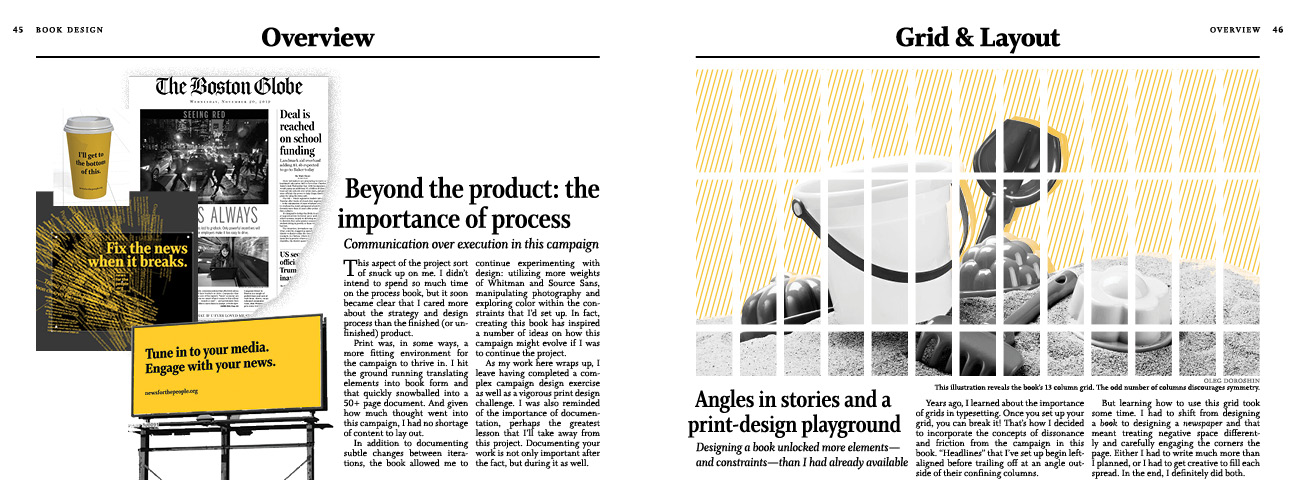 45 BOOK DESIGN
Overview
The Boston Globe
WEDNESDAY, NOVEMBER 20, 2019
SEEING RED
Deal is
reached
on school
funding
I'll get to
the bottom
of this.
S ALWAYS
Fix the news
when it breaks.
US sec
offici
Trum
Tune in to your media.
Engage with your news.
newsforthepeople.org
Beyond the product: the
importance of process
Communication over execution in this campaign
This aspect of the project sort
of snuck up on me. I didn't
intend to spend so much time
on the process book, but it soon
became clear that I cared more
about the strategy and design
process than the finished (or un-
finished) product.
Print was, in some ways, a
more fitting environment for
the campaign to thrive in. I hit
the ground running translating
elements into book form and
that quickly snowballed into a
50+ page document. And given
how much thought went into
this campaign, I had no shortage
of content to lay out.
In addition to documenting
subtle changes between itera-
tions, the book allowed me to
continue experimenting with
design: utilizing more weights
of Whitman and Source Sans,
manipulating photography and
exploring color within the con-
straints that I'd set up. In fact,
creating this book has inspired
a number of ideas on how this
campaign might evolve if I was
to continue the project.
As my work here wraps up, I
leave having completed a com-
plex campaign design exercise
as well as a vigorous print design
challenge. I was also reminded
of the importance of documen-
tation, perhaps the greatest
lesson that I'll take away from
this project. Documenting your
work is not only important after
the fact, but during it as well.
Grid & Layout
OVERVIEW 46
OLEG DOROSHIN
This illustration reveals the book's 13 column grid. The odd number of columns discourages symmetry.
Angles in stories and a
print-design playground
Designing a book unlocked more elements—
and constraints—than I had already available
Years ago, I learned about the importance
of grids in typesetting. Once you set up your
grid, you can break it! That's how I decided
to incorporate the concepts of dissonance
and friction from the campaign in this
book. "Headlines" that I've set up begin left-
aligned before trailing off at an angle out-
side of their confining columns.
But learning how to use this grid took
some time. I had to shift from designing
a book to designing a newspaper and that
meant treating negative space different-
ly and carefully engaging the corners the
page. Either I had to write much more than
I planned, or I had to get creative to fill each
spread. In the end, I definitely did both.